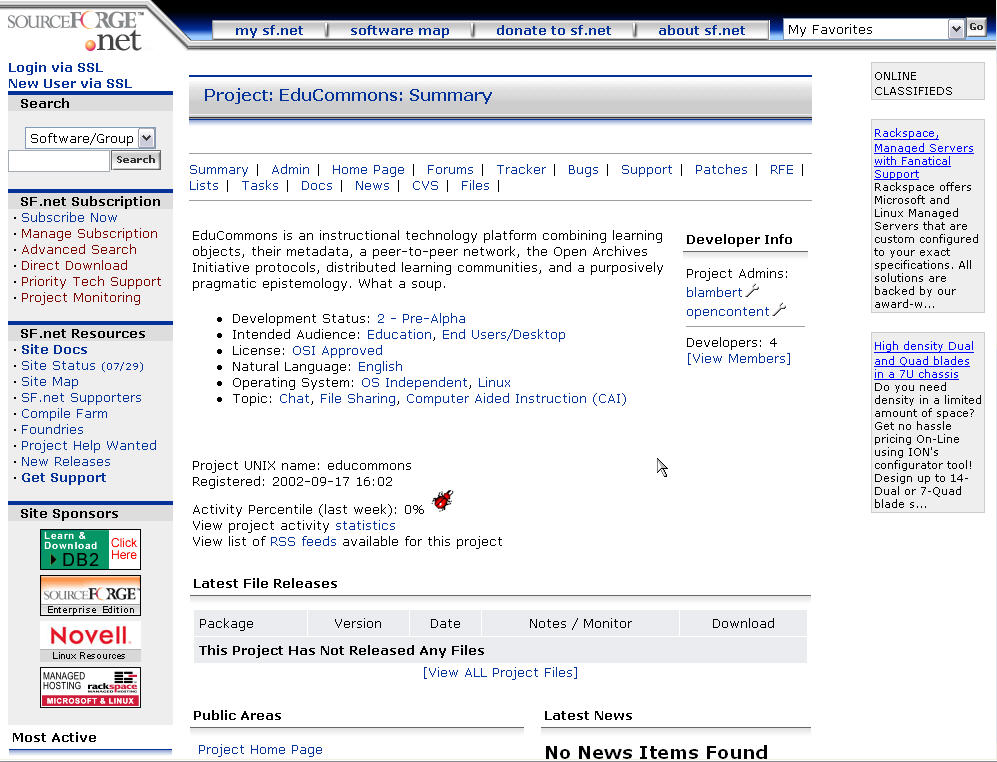 SOURCEFORGE™
.net
my sf.net
software map
donate to sf.net
about sf.net
My Favorites
Go
Login via SSL
New User via SSL
Search
Software/Group
Search
SF.net Subscription
· Subscribe Now
· Manage Subscription
· Advanced Search
· Direct Download
· Priority Tech Support
· Project Monitoring
SF.net Resources
· Site Docs
· Site Status (07/29)
· Site Map
· SF.net Supporters
· Compile Farm
· Foundries
· Project Help Wanted
· New Releases
· Get Support
Site Sponsors
Learn &
Download
DB2
Click
Here
SOURCEFORGE™
Enterprise Edition
Novell.
Linux Resources
MANAGED
HOSTING
rackspace
MANAGED HOSTING
MICROSOFT & LINUX
Most Active
Project: EduCommons: Summary
Summary | Admin | Home Page | Forums | Tracker | Bugs | Support | Patches | RFE |
Lists | Tasks | Docs | News | CVS | Files |
EduCommons is an instructional technology platform combining learning
objects, their metadata, a peer-to-peer network, the Open Archives
Initiative protocols, distributed learning communities, and a purposively
pragmatic epistemology. What a soup.
• Development Status: 2 - Pre-Alpha
• Intended Audience: Education, End Users/Desktop
• License: OSI Approved
• Natural Language: English
• Operating System: OS Independent, Linux
• Topic: Chat, File Sharing, Computer Aided Instruction (CAI)
Developer Info
Project Admins:
blambert
opencontent
Developers: 4
[View Members]
Project UNIX name: educommons
Registered: 2002-09-17 16:02
Activity Percentile (last week): 0%
View project activity statistics
View list of RSS feeds available for this project
Latest File Releases
Package Version Date Notes / Monitor Download
This Project Has Not Released Any Files
[View ALL Project Files]
Public Areas
Project Home Page
Latest News
No News Items Found
ONLINE
CLASSIFIEDS
Rackspace,
Managed Servers
with Fanatical
Support
Rackspace offers
Microsoft and
Linux Managed
Servers that are
custom configured
to your exact
specifications. All
solutions are
backed by our
award-w...
High density Dual
and Quad blades
in a 7U chassis
Do you need
density in a limited
amount of space?
Get no hassle
pricing On-Line
using ION's
configurator tool!
Design up to 14-
Dual or 7-Quad
blade s...